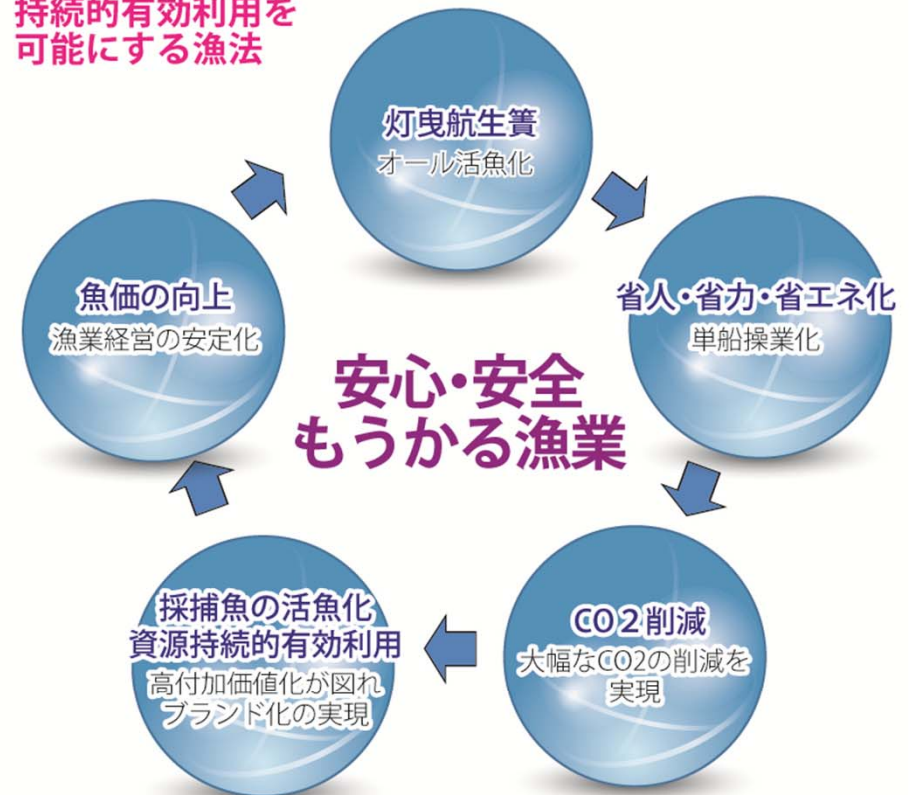 持続的有効利用を
可能にする漁法
灯曳航生簀
オール活魚化
省人・省力・省エネ化
単船操業化
CO2削減
大幅なCO2の削減を
実現
採捕魚の活魚化
資源持続的有効利用
高付加価値化が図れ
ブランド化の実現
魚価の向上
漁業経営の安定化
安心・安全
もうかる漁業